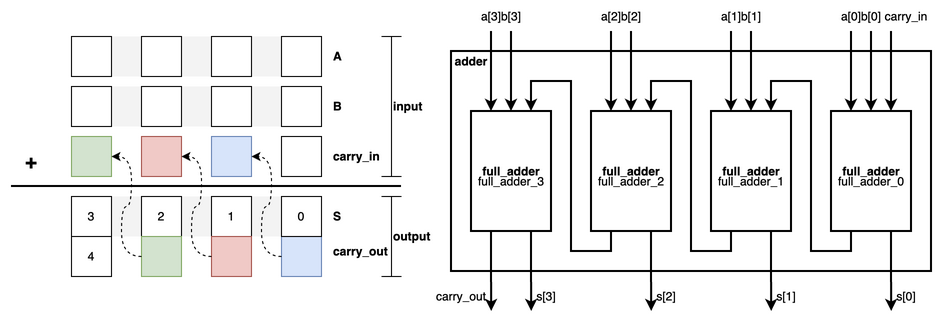 A
B
input
carry_in
+
3 2 1 0 S
output
4 carry_out
a[3]b[3] a[2]b[2] a[1]b[1] a[0]b[0] carry_in
adder
full_adder full_adder full_adder full_adder
full_adder_3 full_adder_2 full_adder_1 full_adder_0
carry_out s[3] s[2] s[1] s[0]